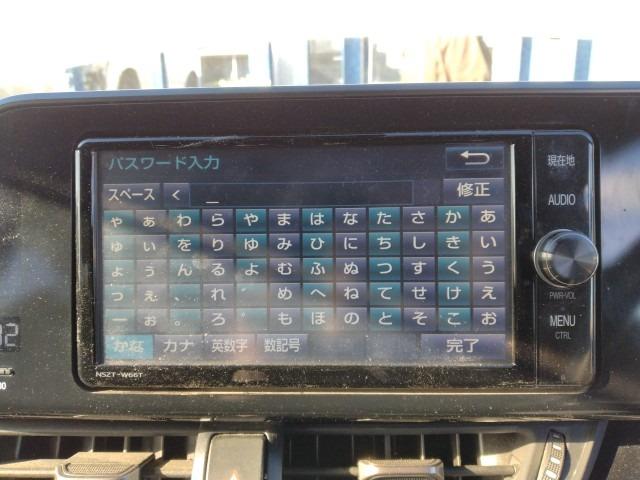 パスワード入力
現在地
スペース < _ 修正
ゃ ぁ わ ら や ま は な た さ か あ
AUDIO
ゅ ぃ を り ゆ み ひ に ち し き い
ょ ぅ ん る よ む ふ ぬ つ す く う
っ ぇ 、 れ ゛ め へ ね て せ け え
PWR・VOL
ー ぉ 。 ろ ゜ も ほ の と そ こ お
MENU
CTRL
かな カナ 英数字 数記号 完了
NSZT-W66T